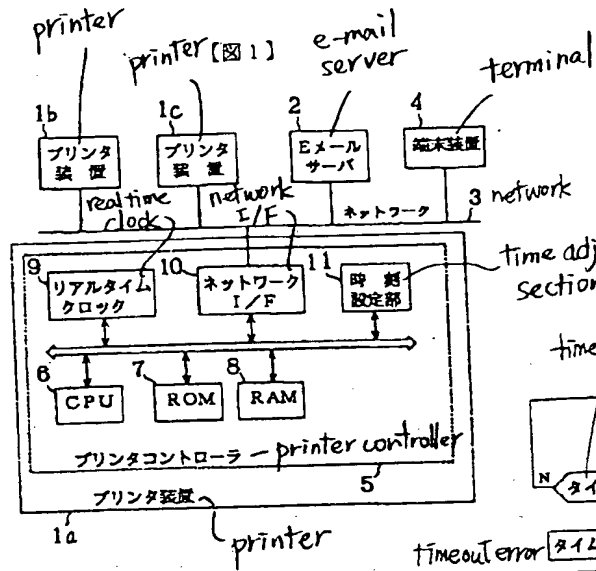 printer
printer【図1】
e-mail
server
terminal
1b
1c
2
4
プリンタ
装置
プリンタ
装置
Eメール
サーバ
端末装置
real time
clock
network
I/F
ネットワーク
3 network
9
10
11
リアルタイム
クロック
ネットワーク
I/F
時刻
設定部
time adj
section
6
7
8
CPU
ROM
RAM
time
プリンタコントローラ
printer controller
5
N
タイ
プリンタ装置
1a
printer
timeout error
タイム